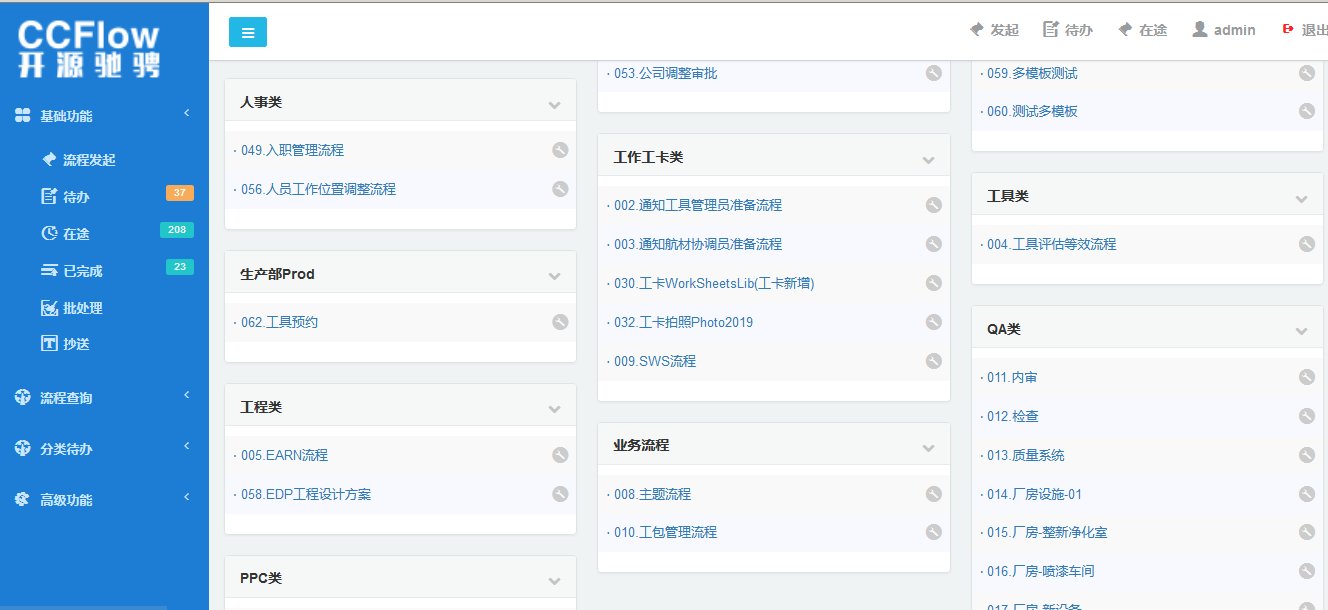 CCFlow
开源驰骋
基础功能
流程发起
待办 37
在途 208
已完成 23
批处理
抄送
流程查询
分类待办
高级功能
发起 待办 在途 admin 退出
人事类
· 049.入职管理流程
· 056.人员工作位置调整流程
生产部Prod
· 062.工具预约
工程类
· 005.EARN流程
· 058.EDP工程设计方案
PPC类
· 053.公司调整审批
工作工卡类
· 002.通知工具管理员准备流程
· 003.通知航材协调员准备流程
· 030.工卡WorkSheetsLib(工卡新增)
· 032.工卡拍照Photo2019
· 009.SWS流程
业务流程
· 008.主题流程
· 010.工包管理流程
· 059.多模板测试
· 060.测试多模板
工具类
· 004.工具评估等效流程
QA类
· 011.内审
· 012.检查
· 013.质量系统
· 014.厂房设施-01
· 015.厂房-整新净化室
· 016.厂房-喷漆车间
· 017.厂房-新设备